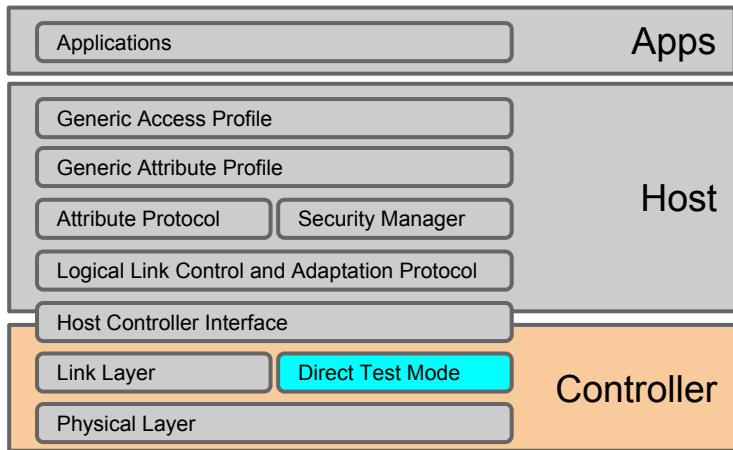 Applications
Apps
Generic Access Profile
Generic Attribute Profile
Attribute Protocol
Security Manager
Host
Logical Link Control and Adaptation Protocol
Host Controller Interface
Link Layer
Direct Test Mode
Controller
Physical Layer